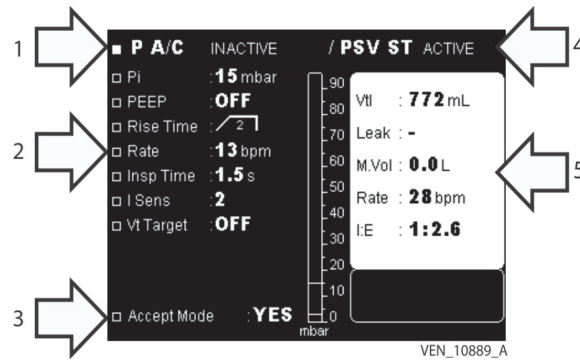 1 P A/C INACTIVE / PSV ST ACTIVE 4
Pi :15 mbar
PEEP :OFF
Rise Time : 2
2 Rate :13 bpm
Insp Time :1.5 s
I Sens :2
Vt Target :OFF
3 Accept Mode :YES
90
80
70
60
50
40
30
20
10
0
mbar
Vtl : 772 mL
Leak : -
M.Vol : 0.0 L
5
Rate : 28 bpm
I:E : 1:2.6
VEN_10889_A